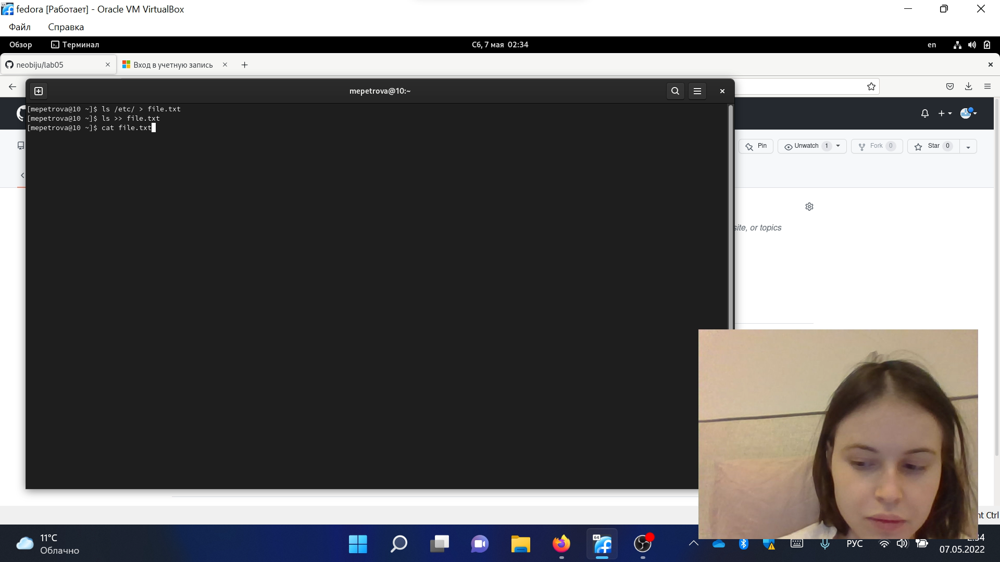 fedora [Работает] - Oracle VM VirtualBox
Файл Справка
Обзор Терминал Сб, 7 мая 02:34 en
neobiju/lab05 Вход в учетную запись
mepetrova@10:~
[mepetrova@10 ~]$ ls /etc/ > file.txt
[mepetrova@10 ~]$ ls >> file.txt
[mepetrova@10 ~]$ cat file.txt
Pin Unwatch 1 Fork 0 Star 0
site, or topics
Ctrl
11°C
Облачно
64
РУС
07.05.2022